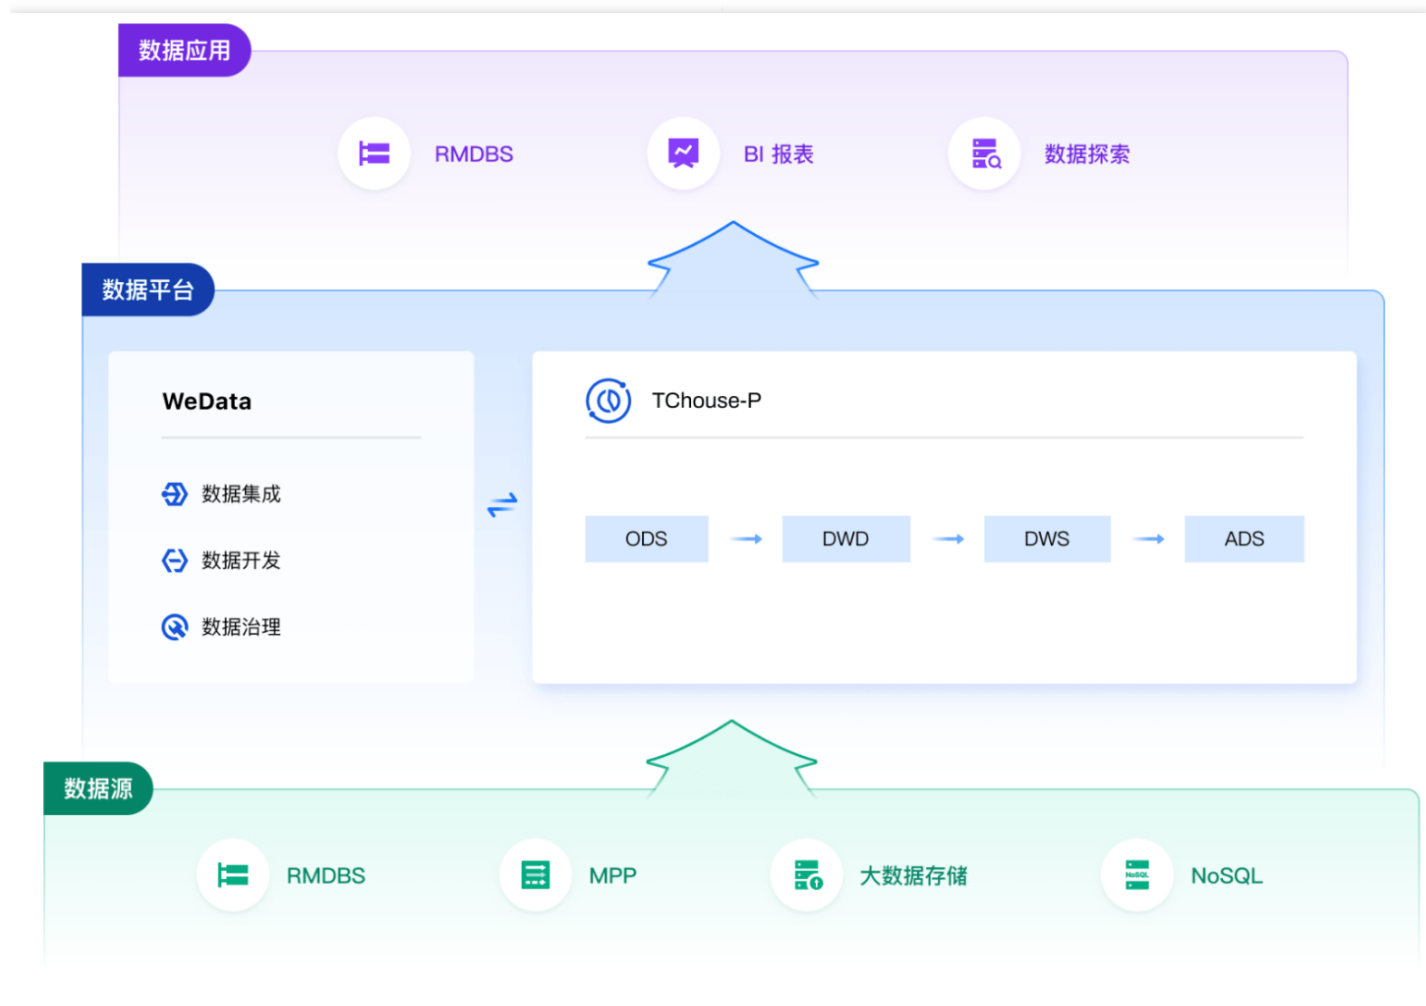 数据应用
RMDBS
BI 报表
数据探索
数据平台
WeData
数据集成
数据开发
数据治理
TChouse-P
ODS
DWD
DWS
ADS
数据源
RMDBS
MPP
大数据存储
NoSQL
NoSQL